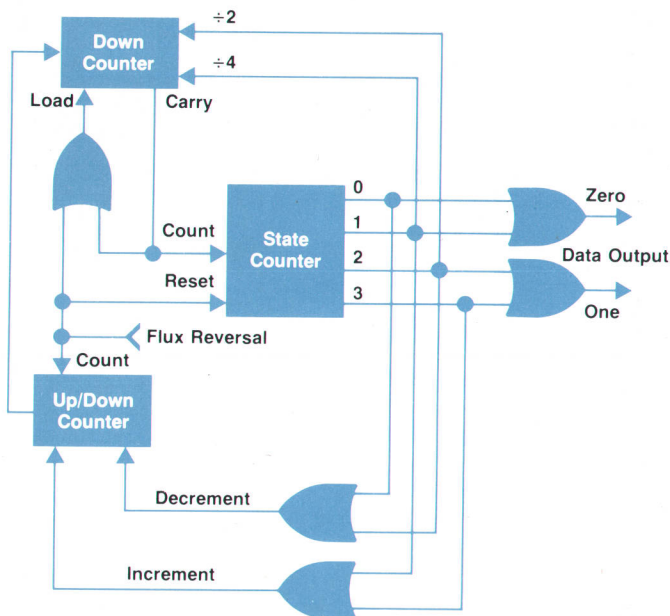 ÷2
Down
Counter
÷4
Load
Carry
0
Zero
Count
State
Counter
1
2
Data Output
Reset
3
One
Flux Reversal
Count
Up/Down
Counter
Decrement
Increment